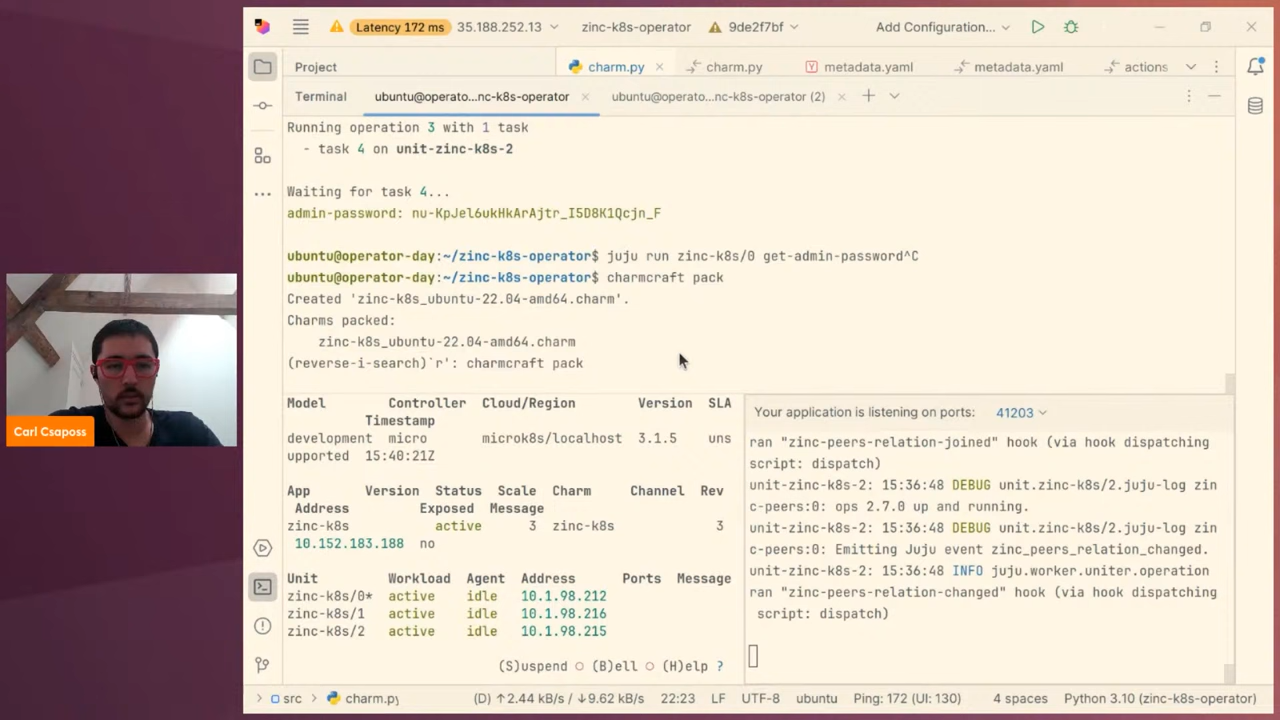 Latency 172 ms 35.188.252.13 zinc-k8s-operator 9de2f7bf Add Configuration...
Project charm.py charm.py metadata.yaml metadata.yaml actions
Terminal ubuntu@operato...nc-k8s-operator ubuntu@operato...nc-k8s-operator (2)
Running operation 3 with 1 task
- task 4 on unit-zinc-k8s-2
Waiting for task 4...
admin-password: nu-KpJel6ukHkArAjtr_I5D8K1Qcjn_F
ubuntu@operator-day:~/zinc-k8s-operator$ juju run zinc-k8s/0 get-admin-password^C
ubuntu@operator-day:~/zinc-k8s-operator$ charmcraft pack
Created 'zinc-k8s_ubuntu-22.04-amd64.charm'.
Charms packed:
zinc-k8s_ubuntu-22.04-amd64.charm
(reverse-i-search)`r': charmcraft pack
Model Controller Cloud/Region Version SLA
Timestamp
development micro microk8s/localhost 3.1.5 uns
upported 15:40:21Z
App Version Status Scale Charm Channel Rev
Address Exposed Message
zinc-k8s active 3 zinc-k8s 3
10.152.183.188 no
Unit Workload Agent Address Ports Message
zinc-k8s/0* active idle 10.1.98.212
zinc-k8s/1 active idle 10.1.98.216
zinc-k8s/2 active idle 10.1.98.215
(S)uspend (B)ell (H)elp ?
Your application is listening on ports: 41203
ran "zinc-peers-relation-joined" hook (via hook dispatching
script: dispatch)
unit-zinc-k8s-2: 15:36:48 DEBUG unit.zinc-k8s/2.juju-log zin
c-peers:0: ops 2.7.0 up and running.
unit-zinc-k8s-2: 15:36:48 DEBUG unit.zinc-k8s/2.juju-log zin
c-peers:0: Emitting Juju event zinc_peers_relation_changed.
unit-zinc-k8s-2: 15:36:48 INFO juju.worker.uniter.operation
ran "zinc-peers-relation-changed" hook (via hook dispatching
script: dispatch)
Carl Csaposs
src charm.py (D) ↑2.44 kB/s / ↓9.62 kB/s 22:23 LF UTF-8 ubuntu Ping: 172 (UI: 130) 4 spaces Python 3.10 (zinc-k8s-operator)